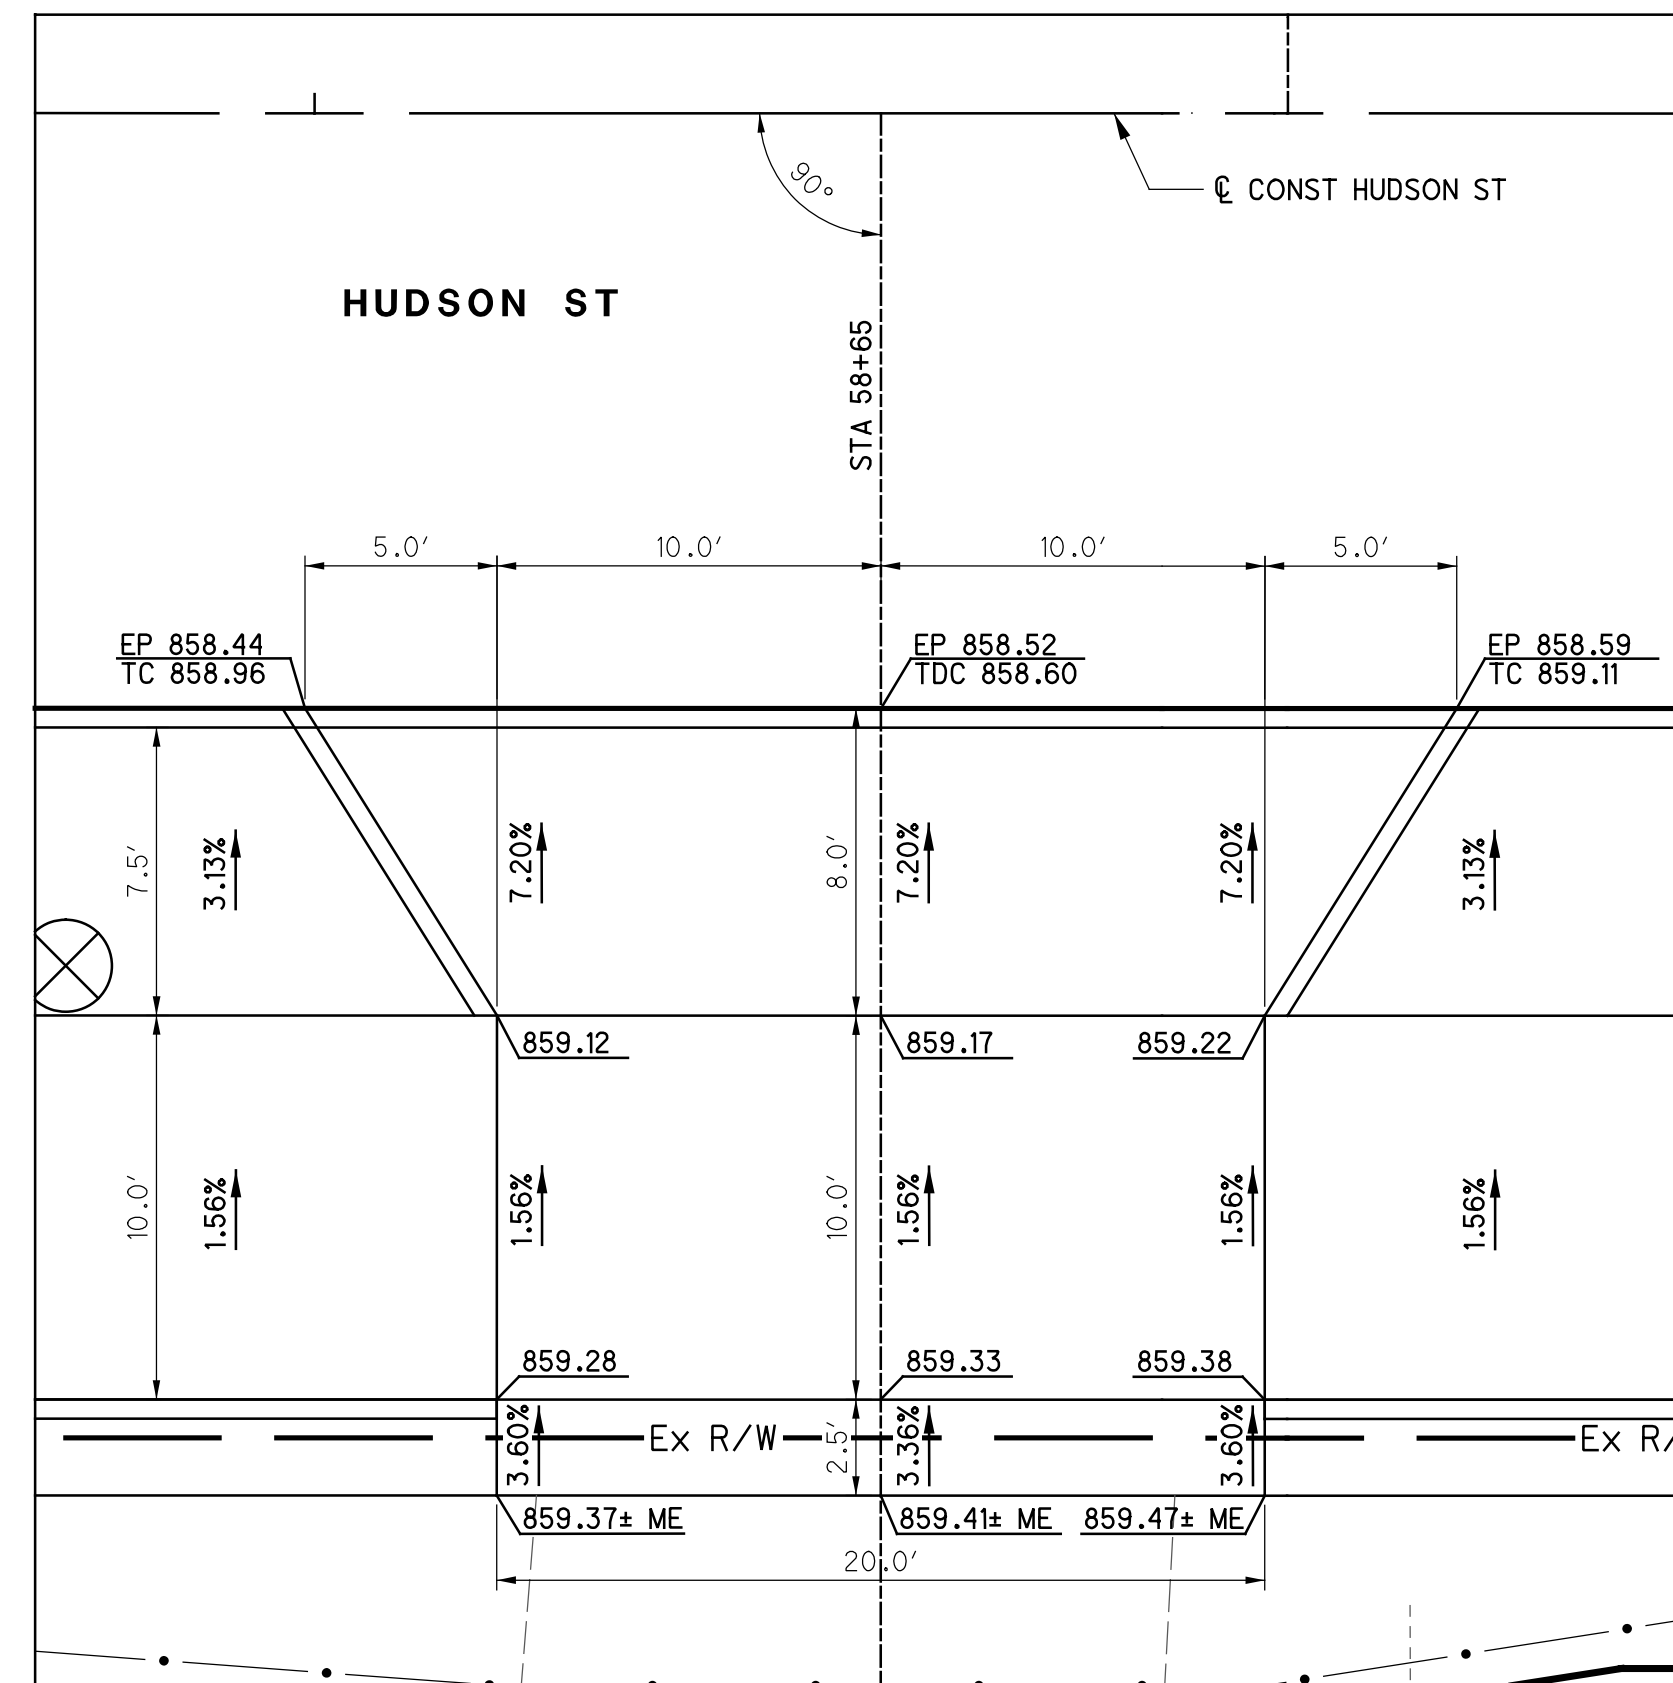 90°
℄ CONST HUDSON ST
HUDSON ST
STA 58+65
5.0′
10.0′
10.0′
5.0′
EP 858.44
TC 858.96
EP 858.52
TDC 858.60
EP 858.59
TC 859.11
7.5′
3.13%
7.20%
8.0′
7.20%
7.20%
3.13%
859.12
859.17
859.22
10.0′
1.56%
1.56%
10.0′
1.56%
1.56%
1.56%
859.28
859.33
859.38
3.60%
Ex R/W
2.5′
3.36%
3.60%
Ex R/
859.37± ME
859.41± ME
859.47± ME
20.0′